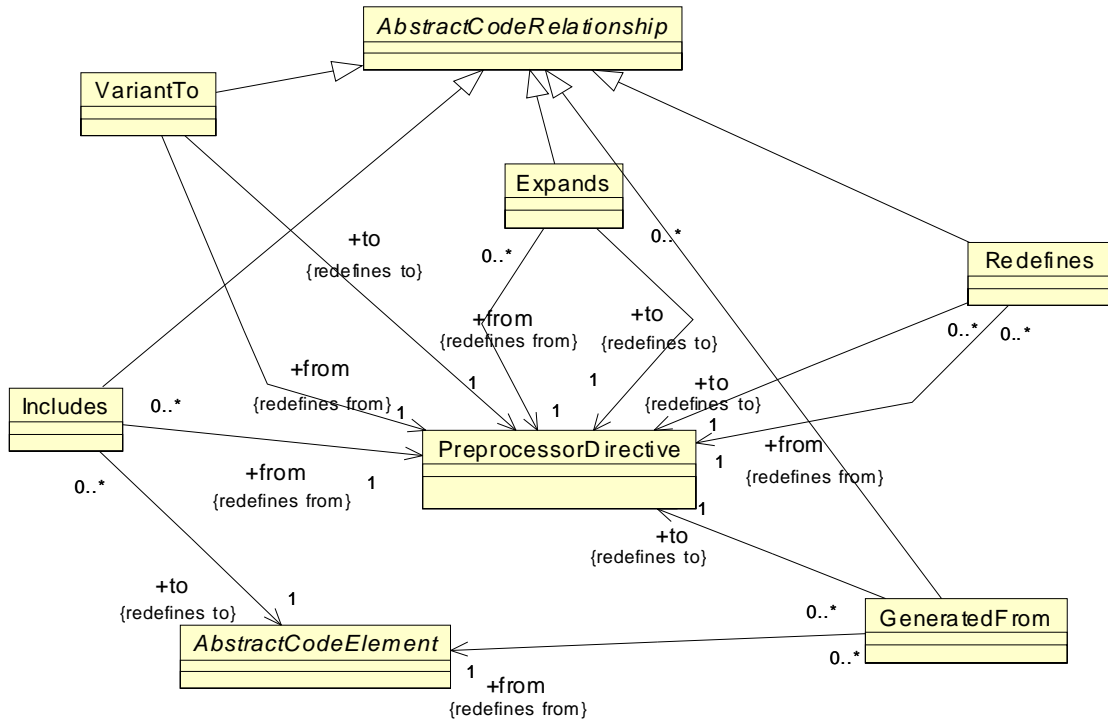 AbstractCodeRelationship
VariantTo
Expands
0..*
+to
{redefines to}
0..*
Redefines
+from
{redefines from}
+to
{redefines to}
0..*
0..*
+from
{redefines from}
1
1
+to
{redefines to}
Includes
0..*
1
1
1
PreprocessorDirective
+from
{redefines from}
1
1
+from
{redefines from}
0..*
1
+to
{redefines to}
+to
{redefines to}
1
0..*
GeneratedFrom
AbstractCodeElement
0..*
1
+from
{redefines from}